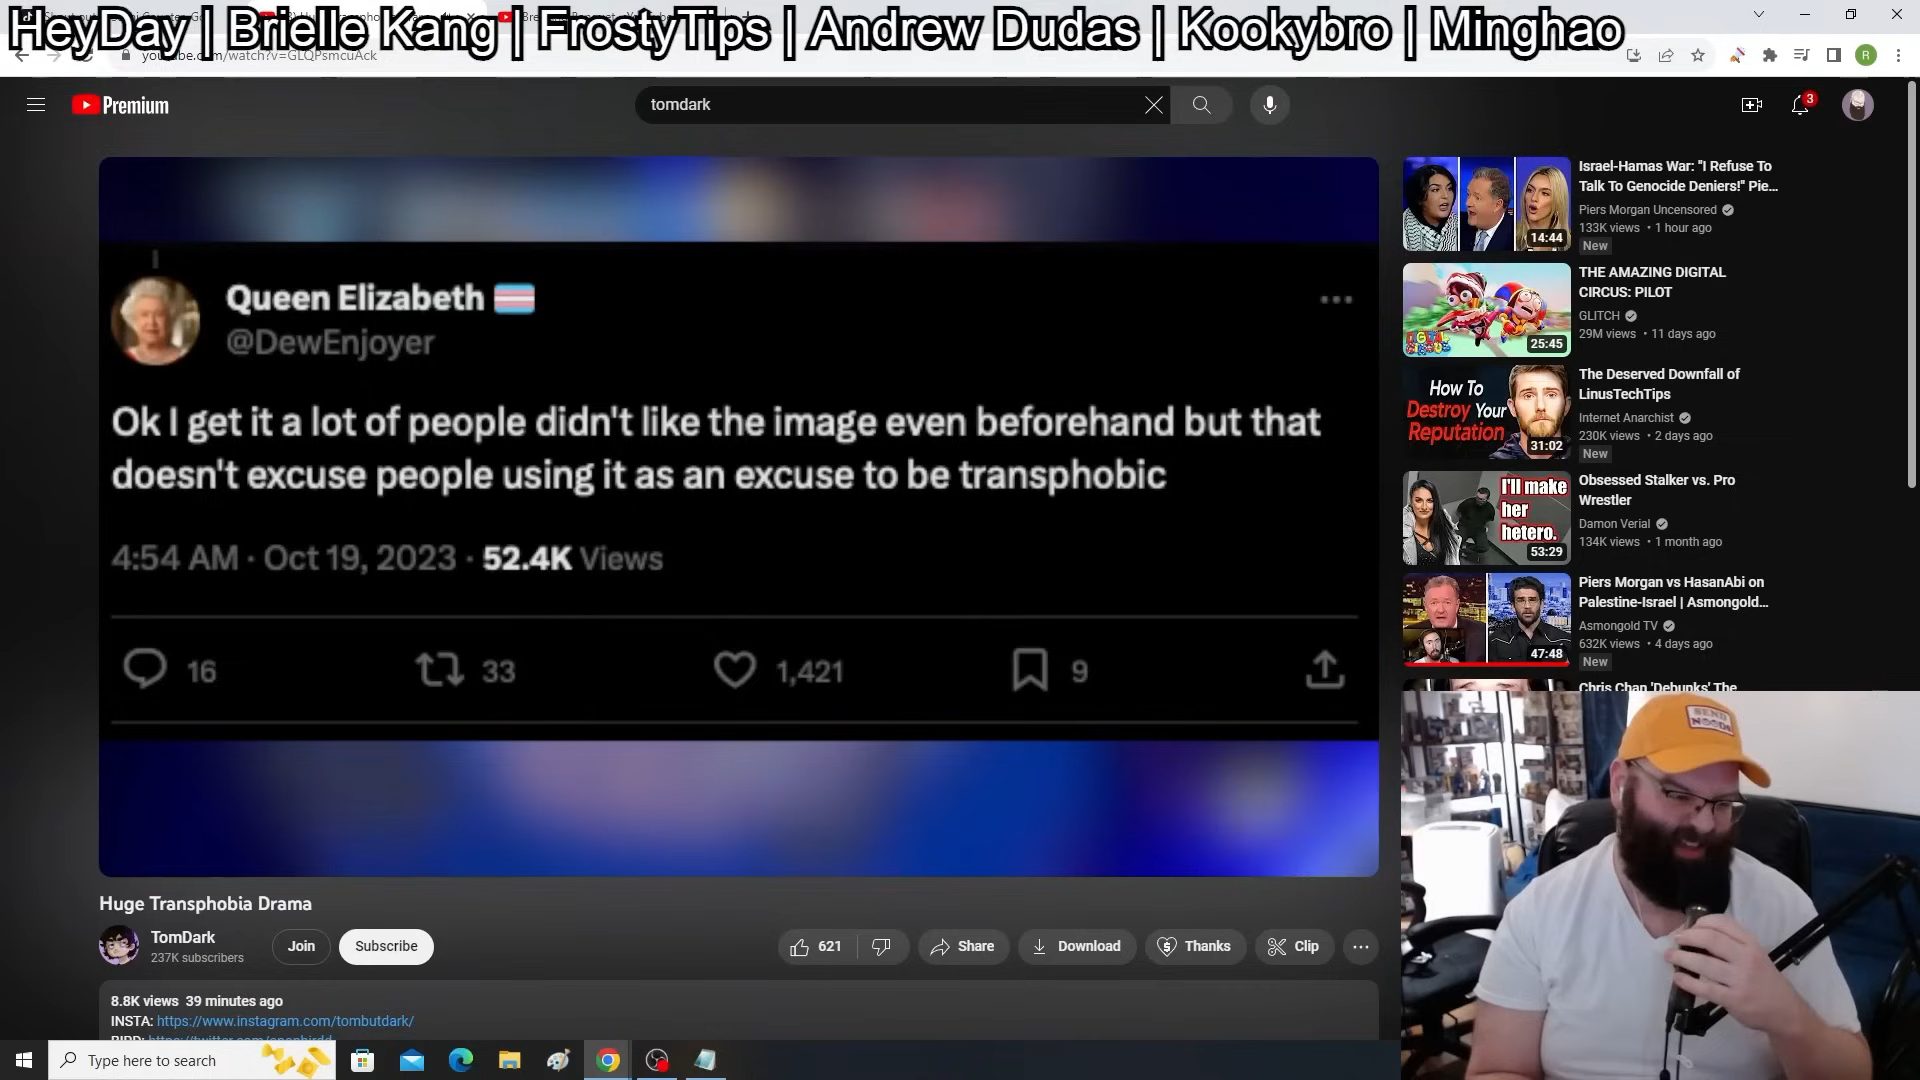 HeyDay | Brielle Kang | FrostyTips | Andrew Dudas | Kookybro | Minghao
youtube.com/watch?v=GLQPsmcuAck
R
Premium
tomdark
3
Queen Elizabeth
@DewEnjoyer
Ok I get it a lot of people didn't like the image even beforehand but that
doesn't excuse people using it as an excuse to be transphobic
4:54 AM · Oct 19, 2023 · 52.4K Views
16 33 1,421 9
Huge Transphobia Drama
TomDark
237K subscribers
Join
Subscribe
621
Share
Download
Thanks
Clip
8.8K views 39 minutes ago
INSTA: https://www.instagram.com/tombutdark/
14:44
Israel-Hamas War: "I Refuse To
Talk To Genocide Deniers!" Pie...
Piers Morgan Uncensored
133K views • 1 hour ago
New
DIGITAL
CIRCUS
25:45
THE AMAZING DIGITAL
CIRCUS: PILOT
GLITCH
29M views • 11 days ago
How To
Destroy Your
Reputation
31:02
The Deserved Downfall of
LinusTechTips
Internet Anarchist
230K views • 2 days ago
New
I'll make
her
hetero.
53:29
Obsessed Stalker vs. Pro
Wrestler
Damon Verial
134K views • 1 month ago
47:48
Piers Morgan vs HasanAbi on
Palestine-Israel | Asmongold...
Asmongold TV
632K views • 4 days ago
New
Chris Chan 'Debunks' The
SEND
NOODS
Type here to search